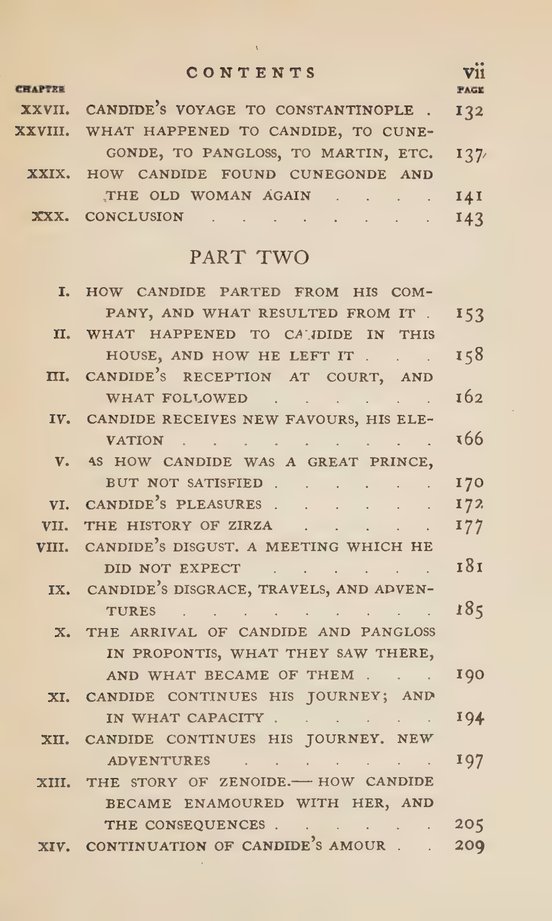 CONTENTS vii
CHAPTER PAGE
XXVII. CANDIDE'S VOYAGE TO CONSTANTINOPLE . 132
XXVIII. WHAT HAPPENED TO CANDIDE, TO CUNE-
GONDE, TO PANGLOSS, TO MARTIN, ETC. 137
XXIX. HOW CANDIDE FOUND CUNEGONDE AND
THE OLD WOMAN AGAIN . . . . 141
XXX. CONCLUSION . . . . . . . . 143
PART TWO
I. HOW CANDIDE PARTED FROM HIS COM-
PANY, AND WHAT RESULTED FROM IT . 153
II. WHAT HAPPENED TO CANDIDE IN THIS
HOUSE, AND HOW HE LEFT IT . . . 158
III. CANDIDE'S RECEPTION AT COURT, AND
WHAT FOLLOWED . . . . . . 162
IV. CANDIDE RECEIVES NEW FAVOURS, HIS ELE-
VATION . . . . . . . . . 166
V. AS HOW CANDIDE WAS A GREAT PRINCE,
BUT NOT SATISFIED . . . . . . 170
VI. CANDIDE'S PLEASURES . . . . . . 172
VII. THE HISTORY OF ZIRZA . . . . . 177
VIII. CANDIDE'S DISGUST. A MEETING WHICH HE
DID NOT EXPECT . . . . . . 181
IX. CANDIDE'S DISGRACE, TRAVELS, AND ADVEN-
TURES . . . . . . . . . 185
X. THE ARRIVAL OF CANDIDE AND PANGLOSS
IN PROPONTIS, WHAT THEY SAW THERE,
AND WHAT BECAME OF THEM . . . 190
XI. CANDIDE CONTINUES HIS JOURNEY; AND
IN WHAT CAPACITY . . . . . . 194
XII. CANDIDE CONTINUES HIS JOURNEY. NEW
ADVENTURES . . . . . . . 197
XIII. THE STORY OF ZENOIDE.— HOW CANDIDE
BECAME ENAMOURED WITH HER, AND
THE CONSEQUENCES . . . . . . 205
XIV. CONTINUATION OF CANDIDE'S AMOUR . . 209